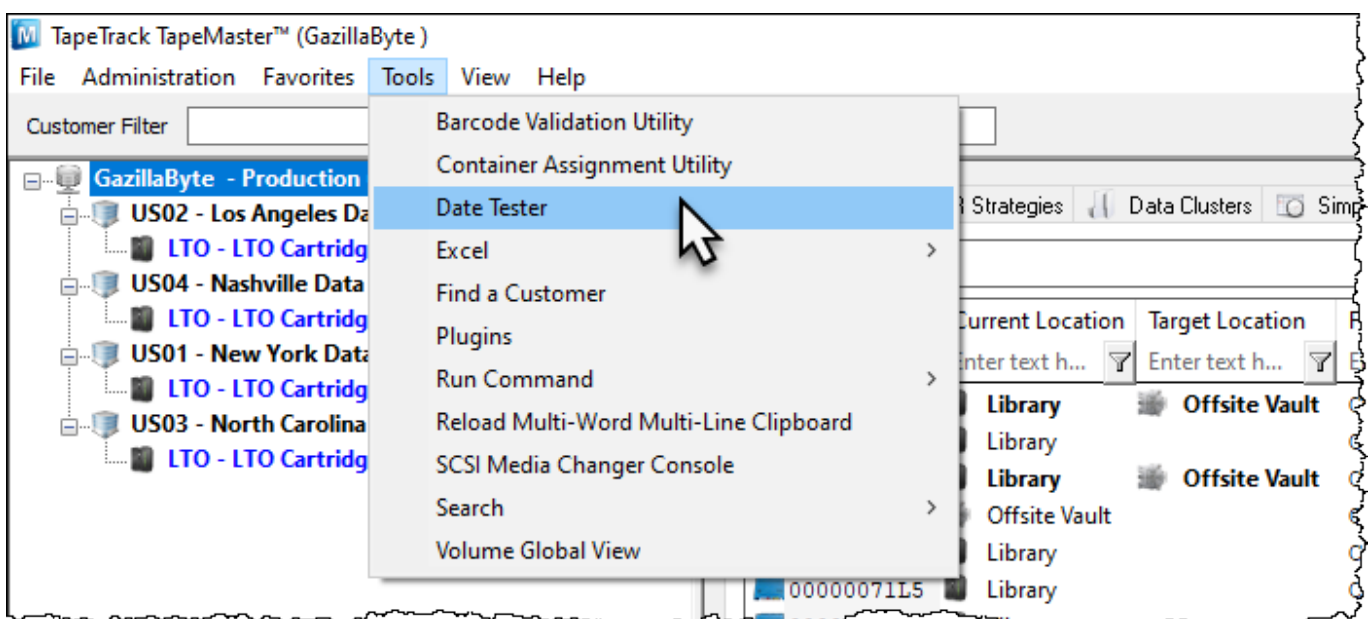 TapeTrack TapeMaster™ (GazillaByte )
File Administration Favorites Tools View Help
Customer Filter
Barcode Validation Utility
Container Assignment Utility
Date Tester
Excel
Find a Customer
Plugins
Run Command
Reload Multi-Word Multi-Line Clipboard
SCSI Media Changer Console
Search
Volume Global View
GazillaByte - Production
US02 - Los Angeles Da
LTO - LTO Cartridg
US04 - Nashville Data
LTO - LTO Cartridg
US01 - New York Data
LTO - LTO Cartridg
US03 - North Carolina
LTO - LTO Cartridg
Strategies Data Clusters Simp
Current Location Target Location
Enter text h... Enter text h...
Library Offsite Vault
Library
Library Offsite Vault
Offsite Vault
Library
00000071L5 Library